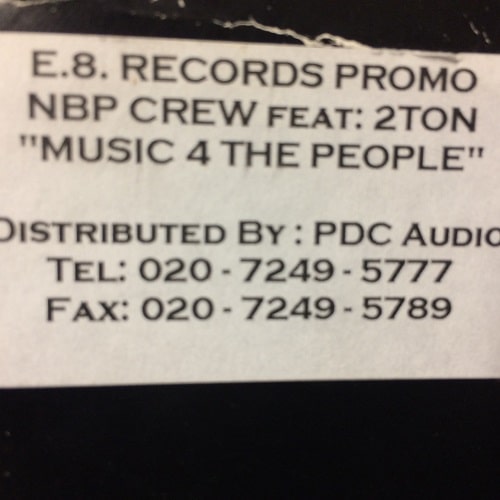 E.8. RECORDS PROMO
NBP CREW FEAT: 2TON
"MUSIC 4 THE PEOPLE"
DISTRIBUTED BY : PDC AUDIO
TEL: 020 - 7249 - 5777
FAX: 020 - 7249 - 5789